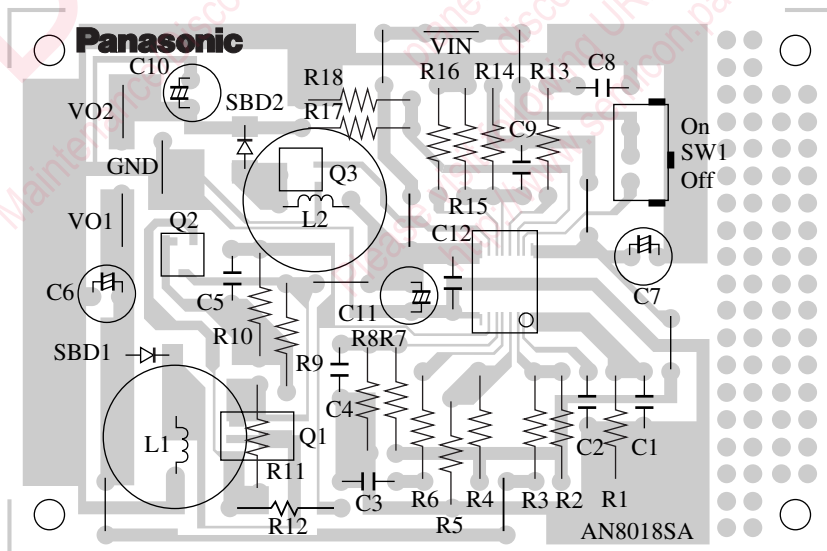 Panasonic
VIN
C10
R18
R16
R14
R13
C8
VO2
SBD2
R17
C9
On
SW1
Off
GND
Q3
R15
VO1
Q2
L2
C12
C6
C5
C11
C7
R10
R8
R7
SBD1
R9
C4
C2
C1
L1
Q1
R11
C3
R6
R4
R3
R2
R1
R12
R5
AN8018SA